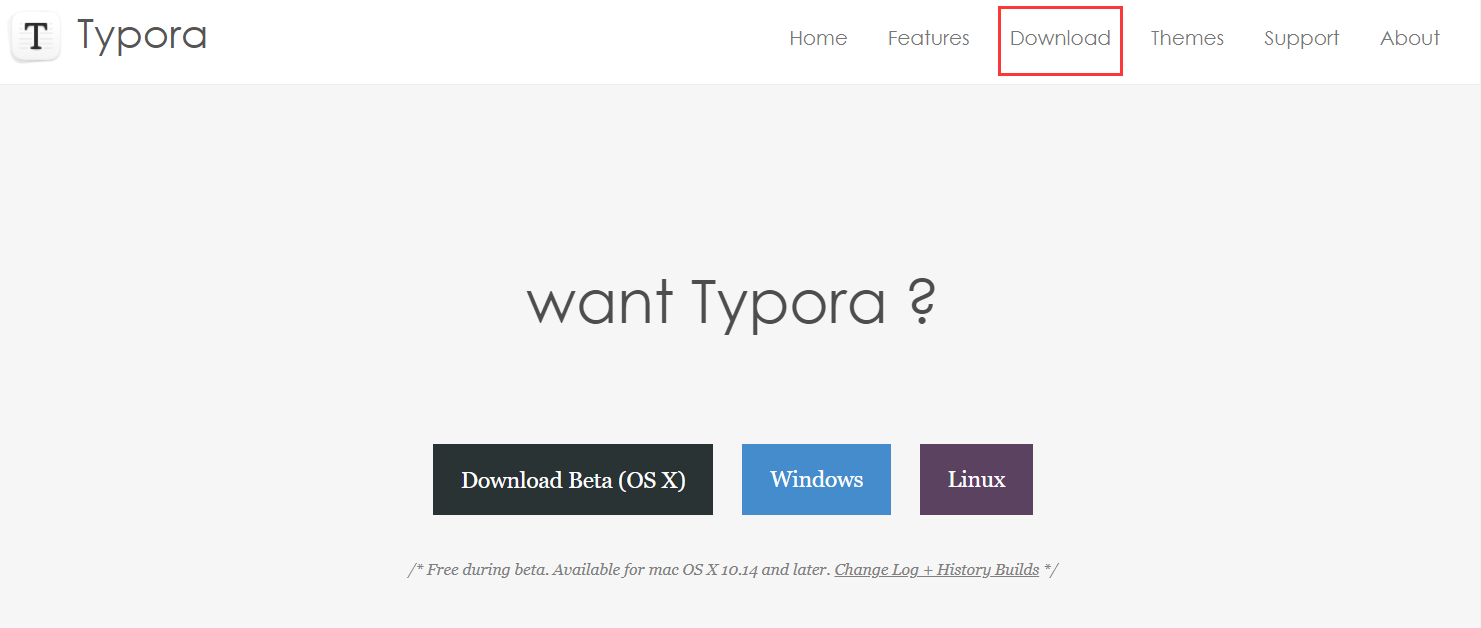 T Typora Home Features Download Themes Support About
want Typora ?
Download Beta (OS X) Windows Linux
/* Free during beta. Available for mac OS X 10.14 and later. Change Log + History Builds */